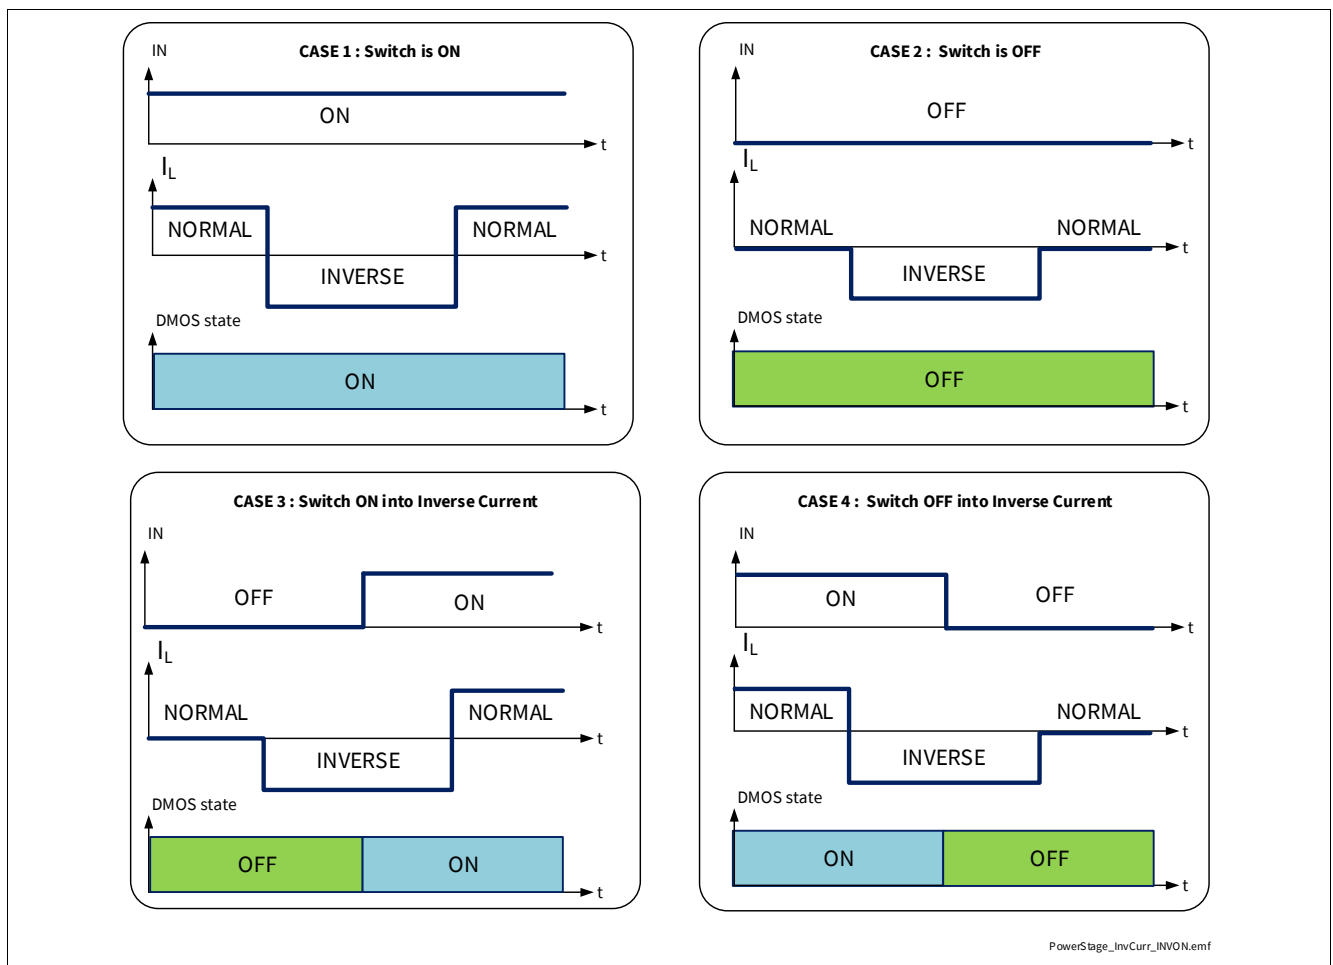 CASE 1 : Switch is ON
IN
ON
t
IL
NORMAL
NORMAL
t
INVERSE
DMOS state
ON
t
CASE 2 : Switch is OFF
IN
OFF
t
IL
NORMAL
NORMAL
t
INVERSE
DMOS state
OFF
t
CASE 3 : Switch ON into Inverse Current
IN
OFF
ON
t
IL
NORMAL
NORMAL
t
INVERSE
DMOS state
OFF
ON
t
CASE 4 : Switch OFF into Inverse Current
IN
ON
OFF
t
IL
NORMAL
NORMAL
t
INVERSE
DMOS state
ON
OFF
t
PowerStage_InvCurr_INVON.emf